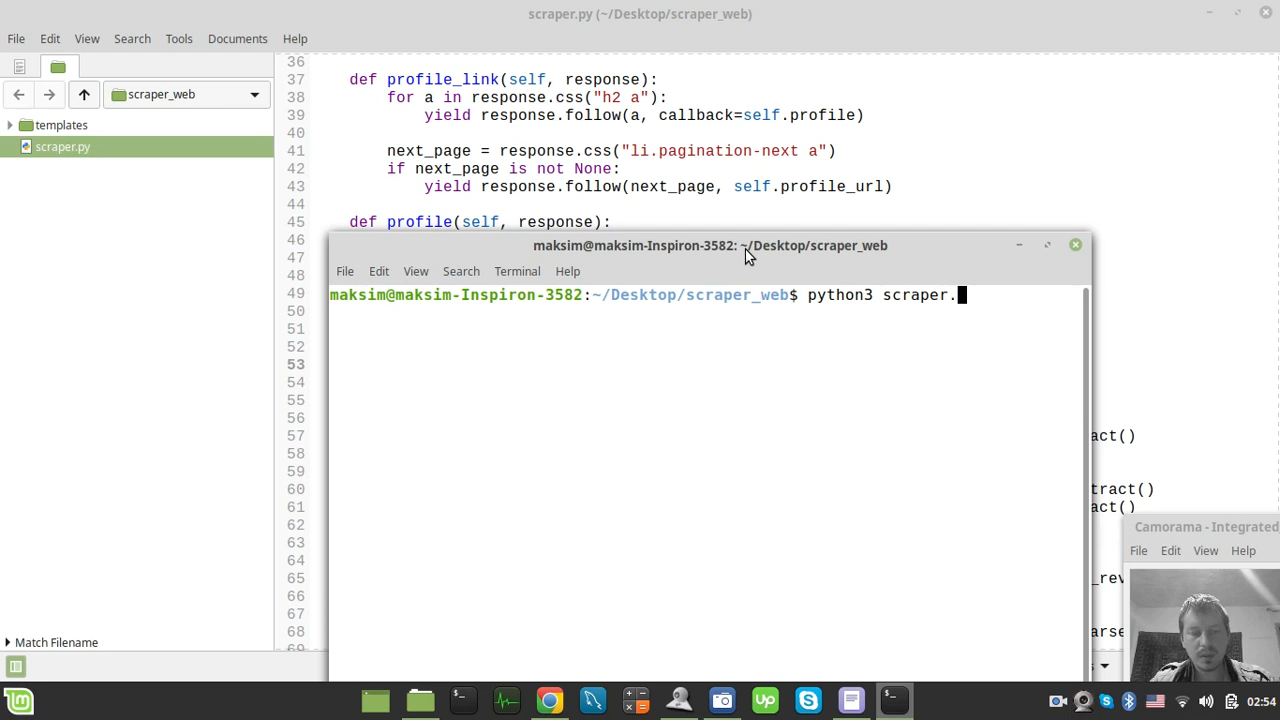 scraper.py (~/Desktop/scraper_web)
File Edit View Search Tools Documents Help
scraper_web
templates
scraper.py
36
37 def profile_link(self, response):
38 for a in response.css("h2 a"):
39 yield response.follow(a, callback=self.profile)
40
41 next_page = response.css("li.pagination-next a")
42 if next_page is not None:
43 yield response.follow(next_page, self.profile_url)
44
45 def profile(self, response):
46
47
48
49
50
51
52
53
54
55
56
57 act()
58
59
60 tract()
61 act()
62
63
64
65 _rev
66
67
68 arse
69
maksim@maksim-Inspiron-3582: ~/Desktop/scraper_web
File Edit View Search Terminal Help
maksim@maksim-Inspiron-3582:~/Desktop/scraper_web$ python3 scraper.
Camorama - Integrated
File Edit View Help
Match Filename
02:54